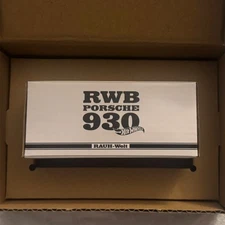 RWB
PORSCHE
930
Hot Wheels
RAUH-Welt